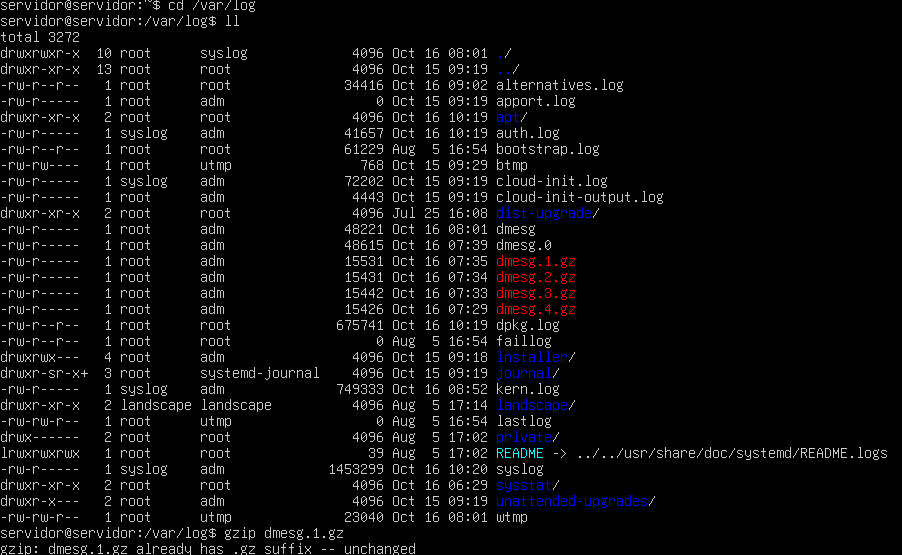 servidor@servidor:~$ cd /var/log
servidor@servidor:/var/log$ ll
total 3272
drwxrwxr-x  10 root      syslog             4096 Oct 16 08:01 ./
drwxr-xr-x  13 root      root               4096 Oct 15 09:19 ../
-rw-r--r--   1 root      root              34416 Oct 16 09:02 alternatives.log
-rw-r-----   1 root      adm                   0 Oct 15 09:19 apport.log
drwxr-xr-x   2 root      root               4096 Oct 16 10:19 apt/
-rw-r-----   1 syslog    adm               41657 Oct 16 10:19 auth.log
-rw-r--r--   1 root      root              61229 Aug  5 16:54 bootstrap.log
-rw-rw----   1 root      utmp                768 Oct 15 09:29 btmp
-rw-r-----   1 syslog    adm               72202 Oct 15 09:19 cloud-init.log
-rw-r-----   1 root      adm                4443 Oct 15 09:19 cloud-init-output.log
drwxr-xr-x   2 root      root               4096 Jul 25 16:08 dist-upgrade/
-rw-r-----   1 root      adm               48221 Oct 16 08:01 dmesg
-rw-r-----   1 root      adm               48615 Oct 16 07:39 dmesg.0
-rw-r-----   1 root      adm               15531 Oct 16 07:35 dmesg.1.gz
-rw-r-----   1 root      adm               15431 Oct 16 07:34 dmesg.2.gz
-rw-r-----   1 root      adm               15442 Oct 16 07:33 dmesg.3.gz
-rw-r-----   1 root      adm               15426 Oct 16 07:29 dmesg.4.gz
-rw-r--r--   1 root      root             675741 Oct 16 10:19 dpkg.log
-rw-r--r--   1 root      root                  0 Aug  5 16:54 faillog
drwxrwx---   4 root      adm                4096 Oct 15 09:18 installer/
drwxr-sr-x+  3 root      systemd-journal    4096 Oct 15 09:19 journal/
-rw-r-----   1 syslog    adm              749333 Oct 16 08:52 kern.log
drwxr-xr-x   2 landscape landscape          4096 Aug  5 17:14 landscape/
-rw-rw-r--   1 root      utmp                  0 Aug  5 16:54 lastlog
drwx------   2 root      root               4096 Aug  5 17:02 private/
lrwxrwxrwx   1 root      root                 39 Aug  5 17:02 README -> ../../usr/share/doc/systemd/README.logs
-rw-r-----   1 syslog    adm             1453299 Oct 16 10:20 syslog
drwxr-xr-x   2 root      root               4096 Oct 16 06:29 sysstat/
drwxr-x---   2 root      adm                4096 Oct 15 09:19 unattended-upgrades/
-rw-rw-r--   1 root      utmp              23040 Oct 16 08:01 wtmp
servidor@servidor:/var/log$ gzip dmesg.1.gz
gzip: dmesg.1.gz already has .gz suffix -- unchanged